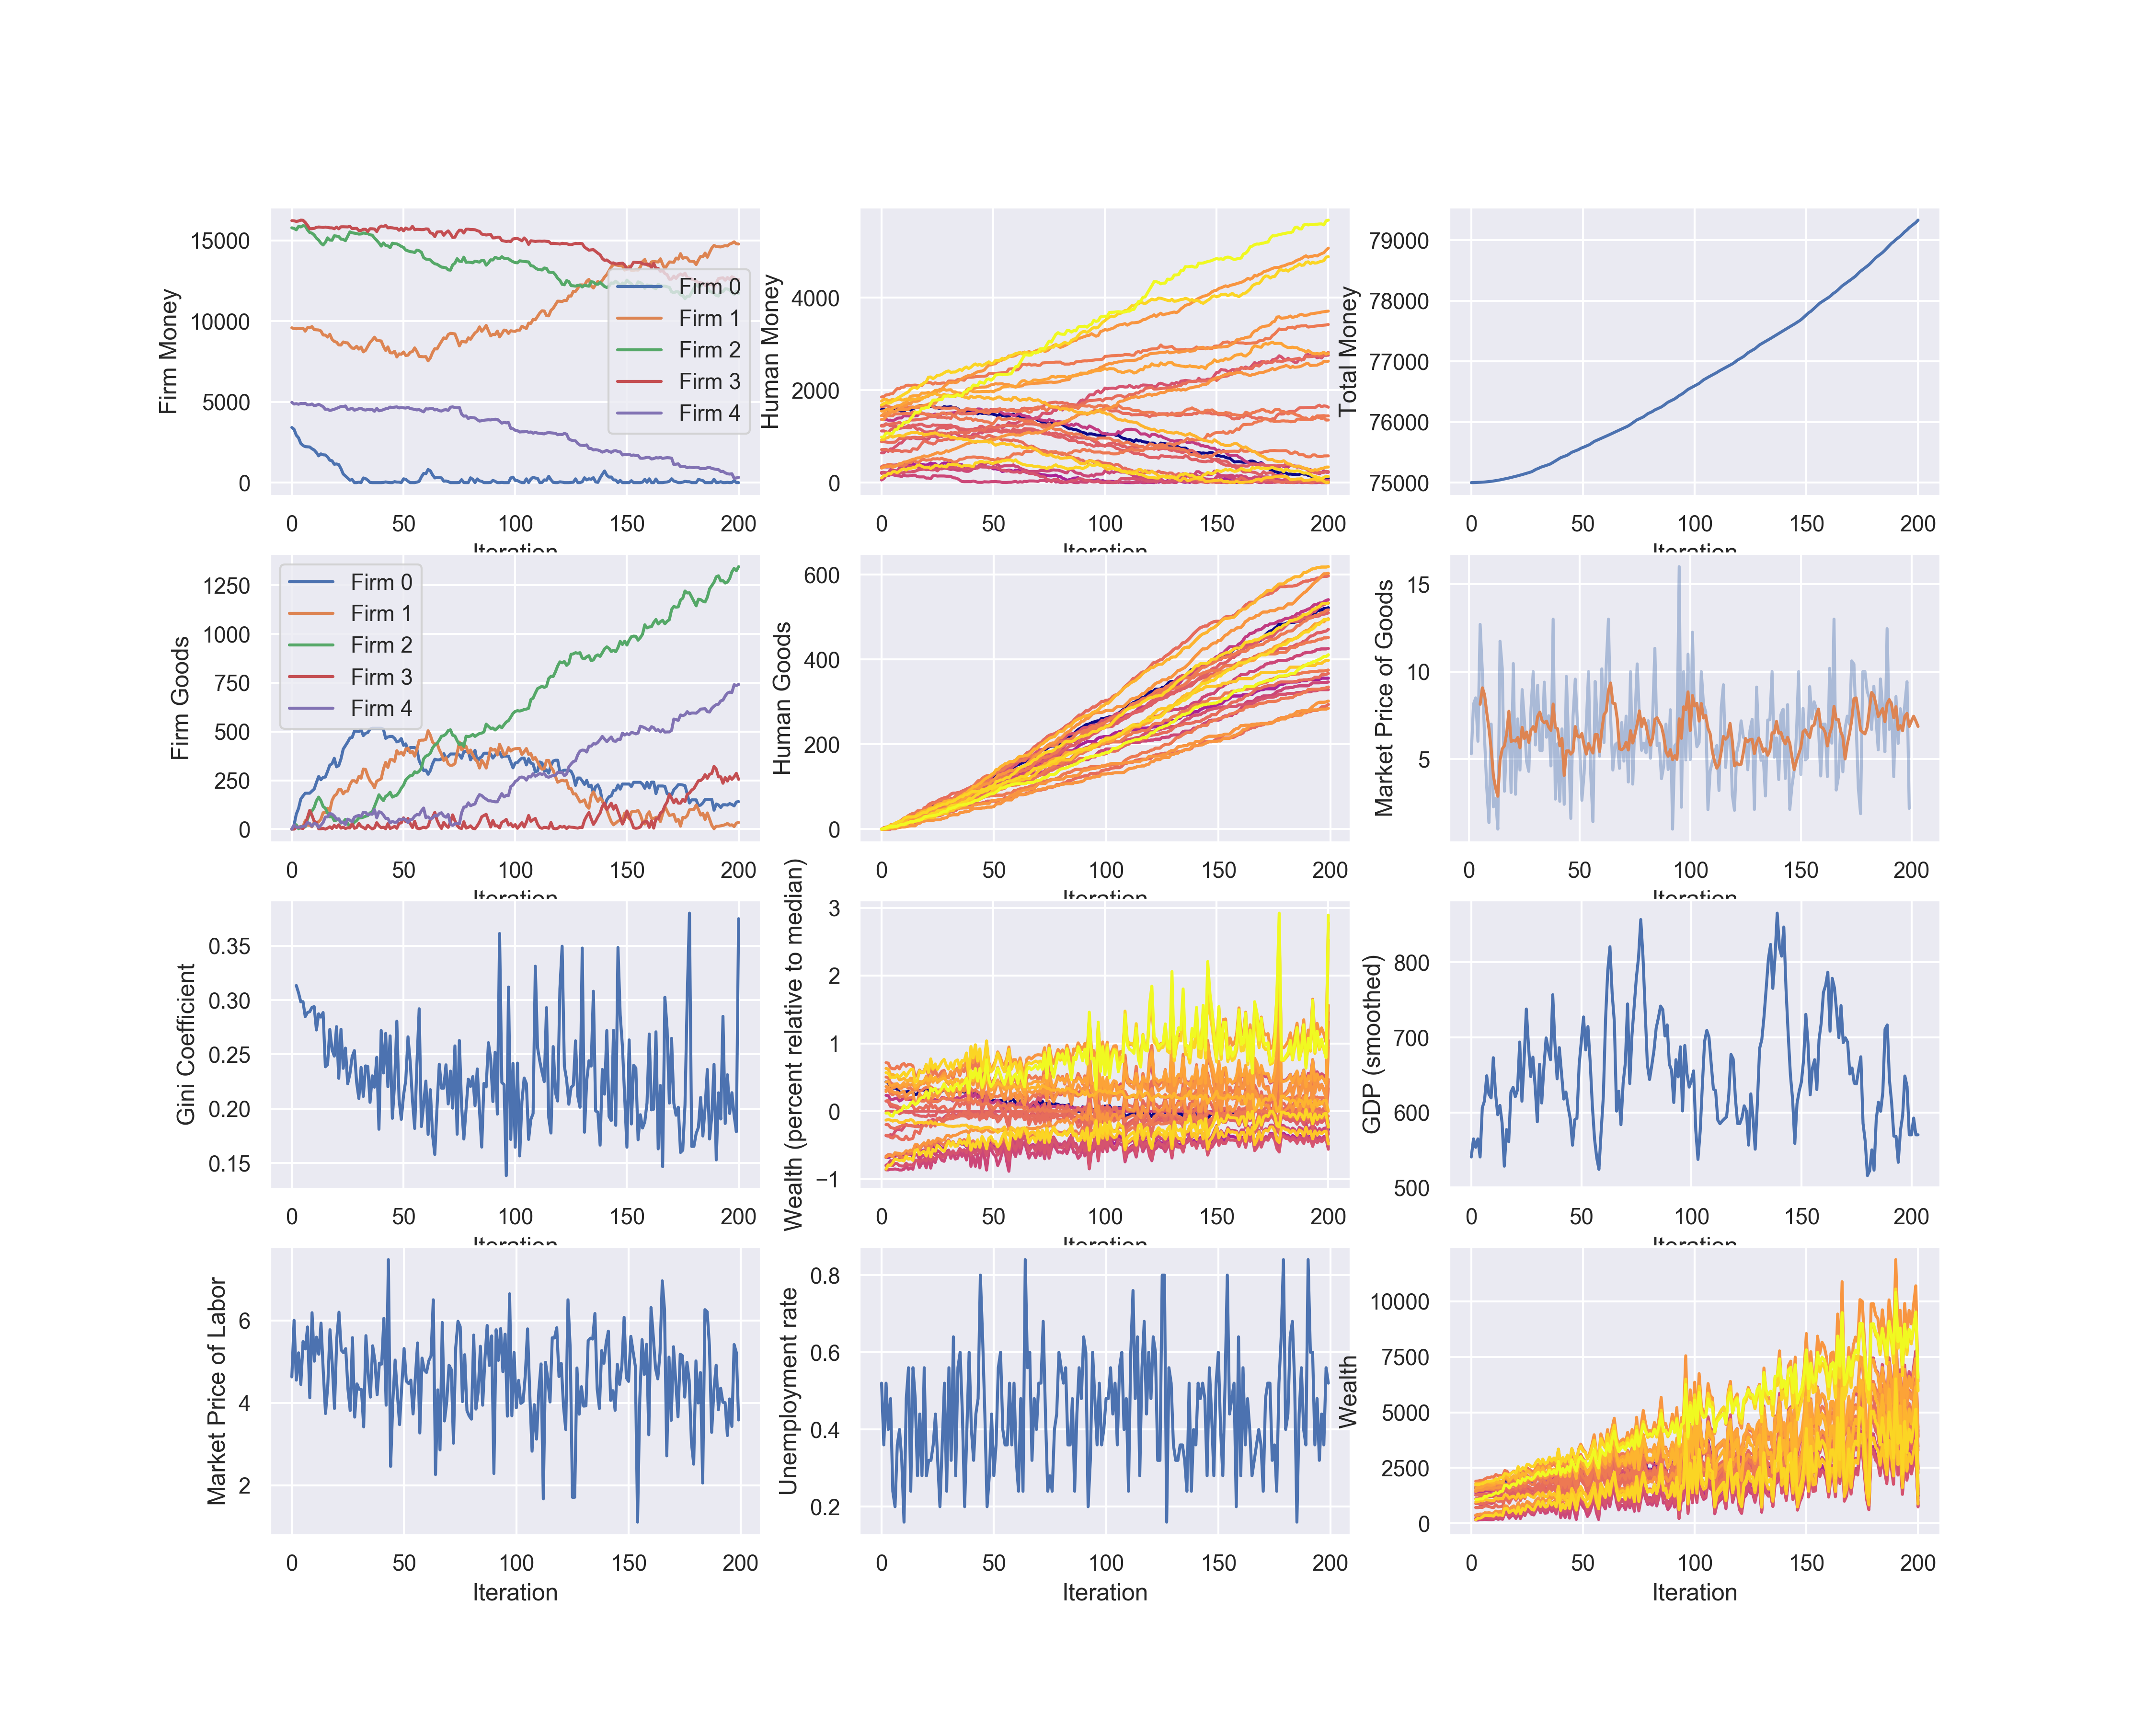 Firm Money
15000
10000
5000
0
0 50 100 150 200
Iteration
Firm 0
Firm 1
Firm 2
Firm 3
Firm 4
Human Money
4000
2000
0
0 50 100 150 200
Iteration
Total Money
79000
78000
77000
76000
75000
0 50 100 150 200
Iteration
Firm Goods
1250
1000
750
500
250
0
0 50 100 150 200
Iteration
Firm 0
Firm 1
Firm 2
Firm 3
Firm 4
Human Goods
600
400
200
0
0 50 100 150 200
Iteration
Market Price of Goods
15
10
5
0 50 100 150 200
Iteration
Gini Coefficient
0.35
0.30
0.25
0.20
0.15
0 50 100 150 200
Iteration
Wealth (percent relative to median)
3
2
1
0
−1
0 50 100 150 200
Iteration
GDP (smoothed)
800
700
600
500
0 50 100 150 200
Iteration
Market Price of Labor
6
4
2
0 50 100 150 200
Iteration
Unemployment rate
0.8
0.6
0.4
0.2
0 50 100 150 200
Iteration
Wealth
10000
7500
5000
2500
0
0 50 100 150 200
Iteration